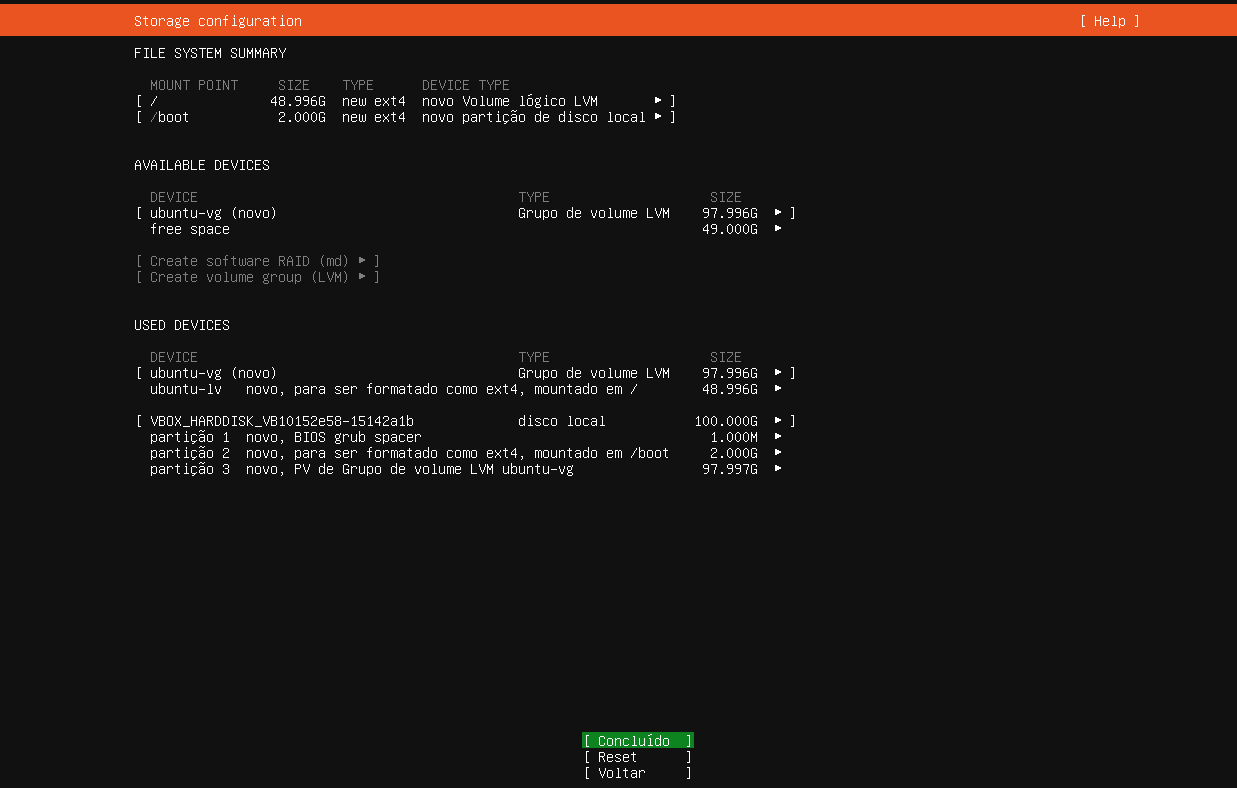 Storage configuration [ Help ]
FILE SYSTEM SUMMARY
MOUNT POINT SIZE TYPE DEVICE TYPE
[ / 48.996G new ext4 novo Volume lógico LVM ▸ ]
[ /boot 2.000G new ext4 novo partição de disco local ▸ ]
AVAILABLE DEVICES
DEVICE TYPE SIZE
[ ubuntu-vg (novo) Grupo de volume LVM 97.996G ▸ ]
free space 49.000G ▸
[ Create software RAID (md) ▸ ]
[ Create volume group (LVM) ▸ ]
USED DEVICES
DEVICE TYPE SIZE
[ ubuntu-vg (novo) Grupo de volume LVM 97.996G ▸ ]
ubuntu-lv novo, para ser formatado como ext4, mountado em / 48.996G ▸
[ VBOX_HARDDISK_VB10152e58-15142a1b disco local 100.000G ▸ ]
partição 1 novo, BIOS grub spacer 1.000M ▸
partição 2 novo, para ser formatado como ext4, mountado em /boot 2.000G ▸
partição 3 novo, PV de Grupo de volume LVM ubuntu-vg 97.997G ▸
[ Concluído ]
[ Reset ]
[ Voltar ]